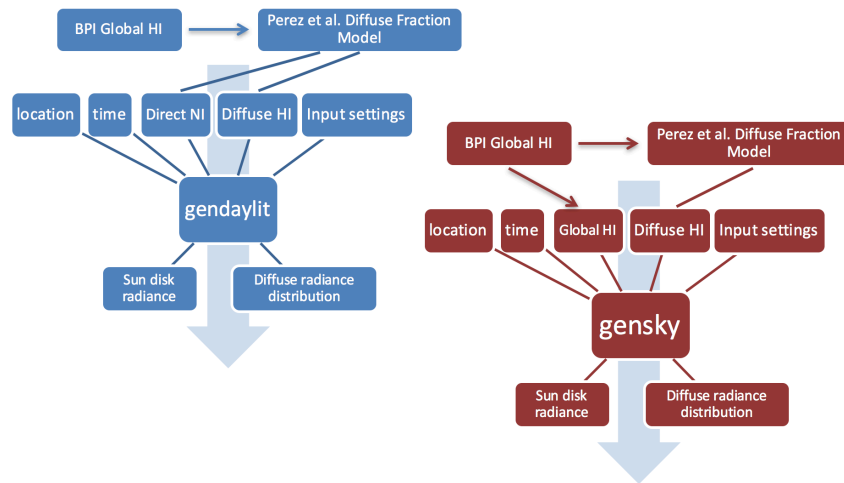 BPI Global HI
Perez et al. Diffuse Fraction
Model
location
time
Direct NI
Diffuse HI
Input settings
gendaylit
Sun disk
radiance
Diffuse radiance
distribution
BPI Global HI
Perez et al. Diffuse Fraction
Model
location
time
Global HI
Diffuse HI
Input settings
gensky
Sun disk
radiance
Diffuse radiance
distribution